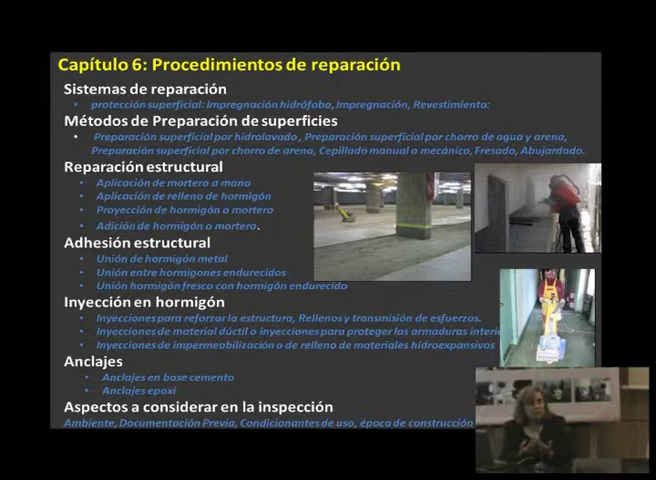 Capítulo 6: Procedimientos de reparación
Sistemas de reparación
• protección superficial: Impregnación hidrófoba, Impregnación, Revestimiento:
Métodos de Preparación de superficies
• Preparación superficial por hidrolavado, Preparación superficial por chorro de agua y arena,
Preparación superficial por chorro de arena, Cepillado manual o mecánico, Fresado, Abujardado.
Reparación estructural
• Aplicación de mortero a mano
• Aplicación de relleno de hormigón
• Proyección de hormigón o mortero
• Adición de hormigón o mortero.
Adhesión estructural
• Unión de hormigón metal
• Unión entre hormigones endurecidos
• Unión hormigón fresco con hormigón endurecido
Inyección en hormigón
• Inyecciones para reforzar la estructura, Rellenos y transmisión de esfuerzos.
• Inyecciones de material dúctil o inyecciones para proteger las armaduras
• Inyecciones de impermeabilización o de relleno de materiales hidroexpansivos
Anclajes
• Anclajes en base cemento
• Anclajes epoxi
Aspectos a considerar en la inspección
Ambiente, Documentación Previa, Condicionantes de uso, época de construcción